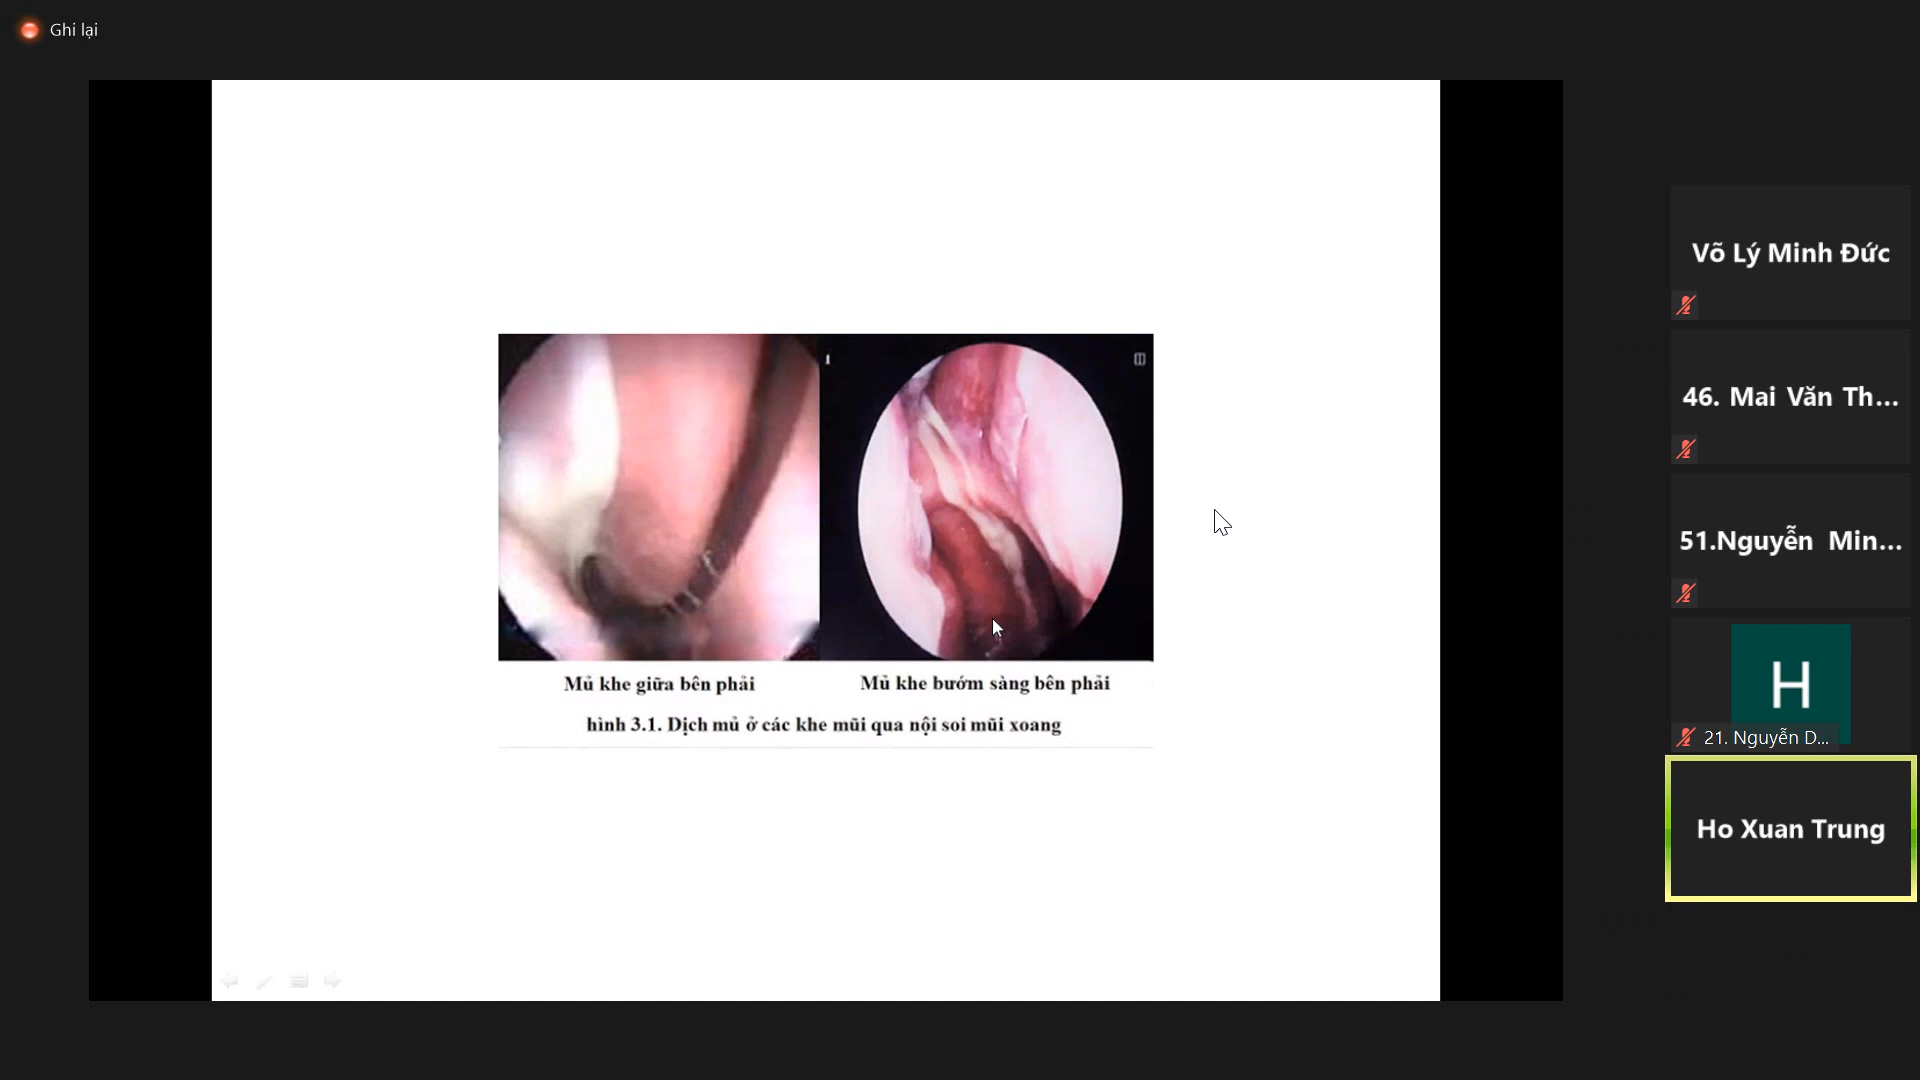 Ghi lại
Mủ khe giữa bên phải
Mủ khe bướm sàng bên phải
hình 3.1. Dịch mủ ở các khe mũi qua nội soi mũi xoang
Võ Lý Minh Đức
46. Mai Văn Th...
51.Nguyễn Min...
H
21. Nguyễn D...
Ho Xuan Trung